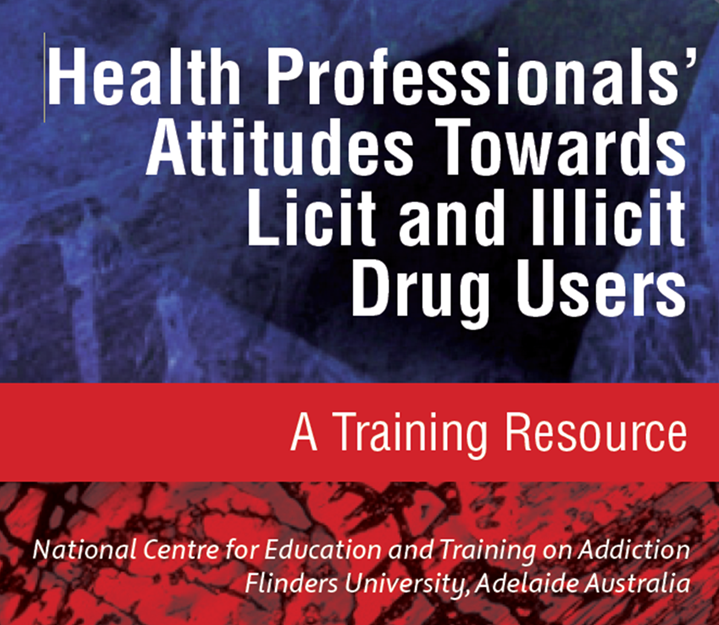 Health Professionals’
Attitudes Towards
Licit and Illicit
Drug Users
A Training Resource
National Centre for Education and Training on Addiction
Flinders University, Adelaide Australia